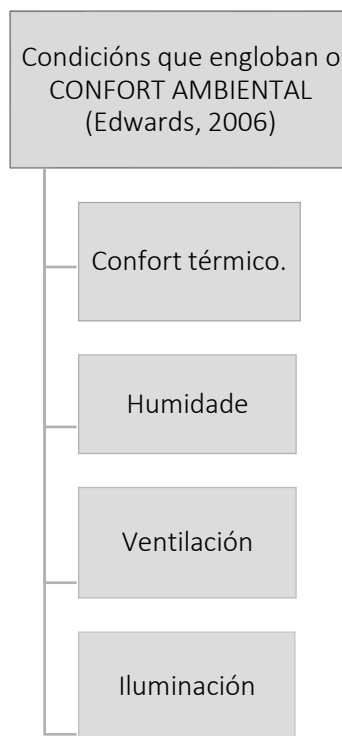 Condicións que engloban o
CONFORT AMBIENTAL
(Edwards, 2006)
Confort térmico.
Humidade
Ventilación
Iluminación